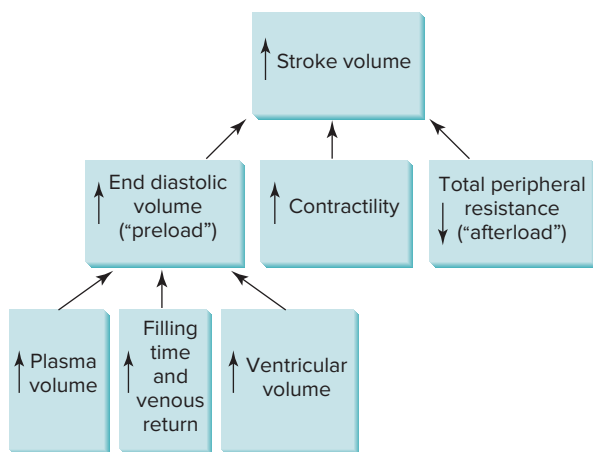 Stroke volume
End diastolic
volume
(“preload”)
Contractility
Total peripheral
resistance
(“afterload”)
Plasma
volume
Filling
time
and
venous
return
Ventricular
volume